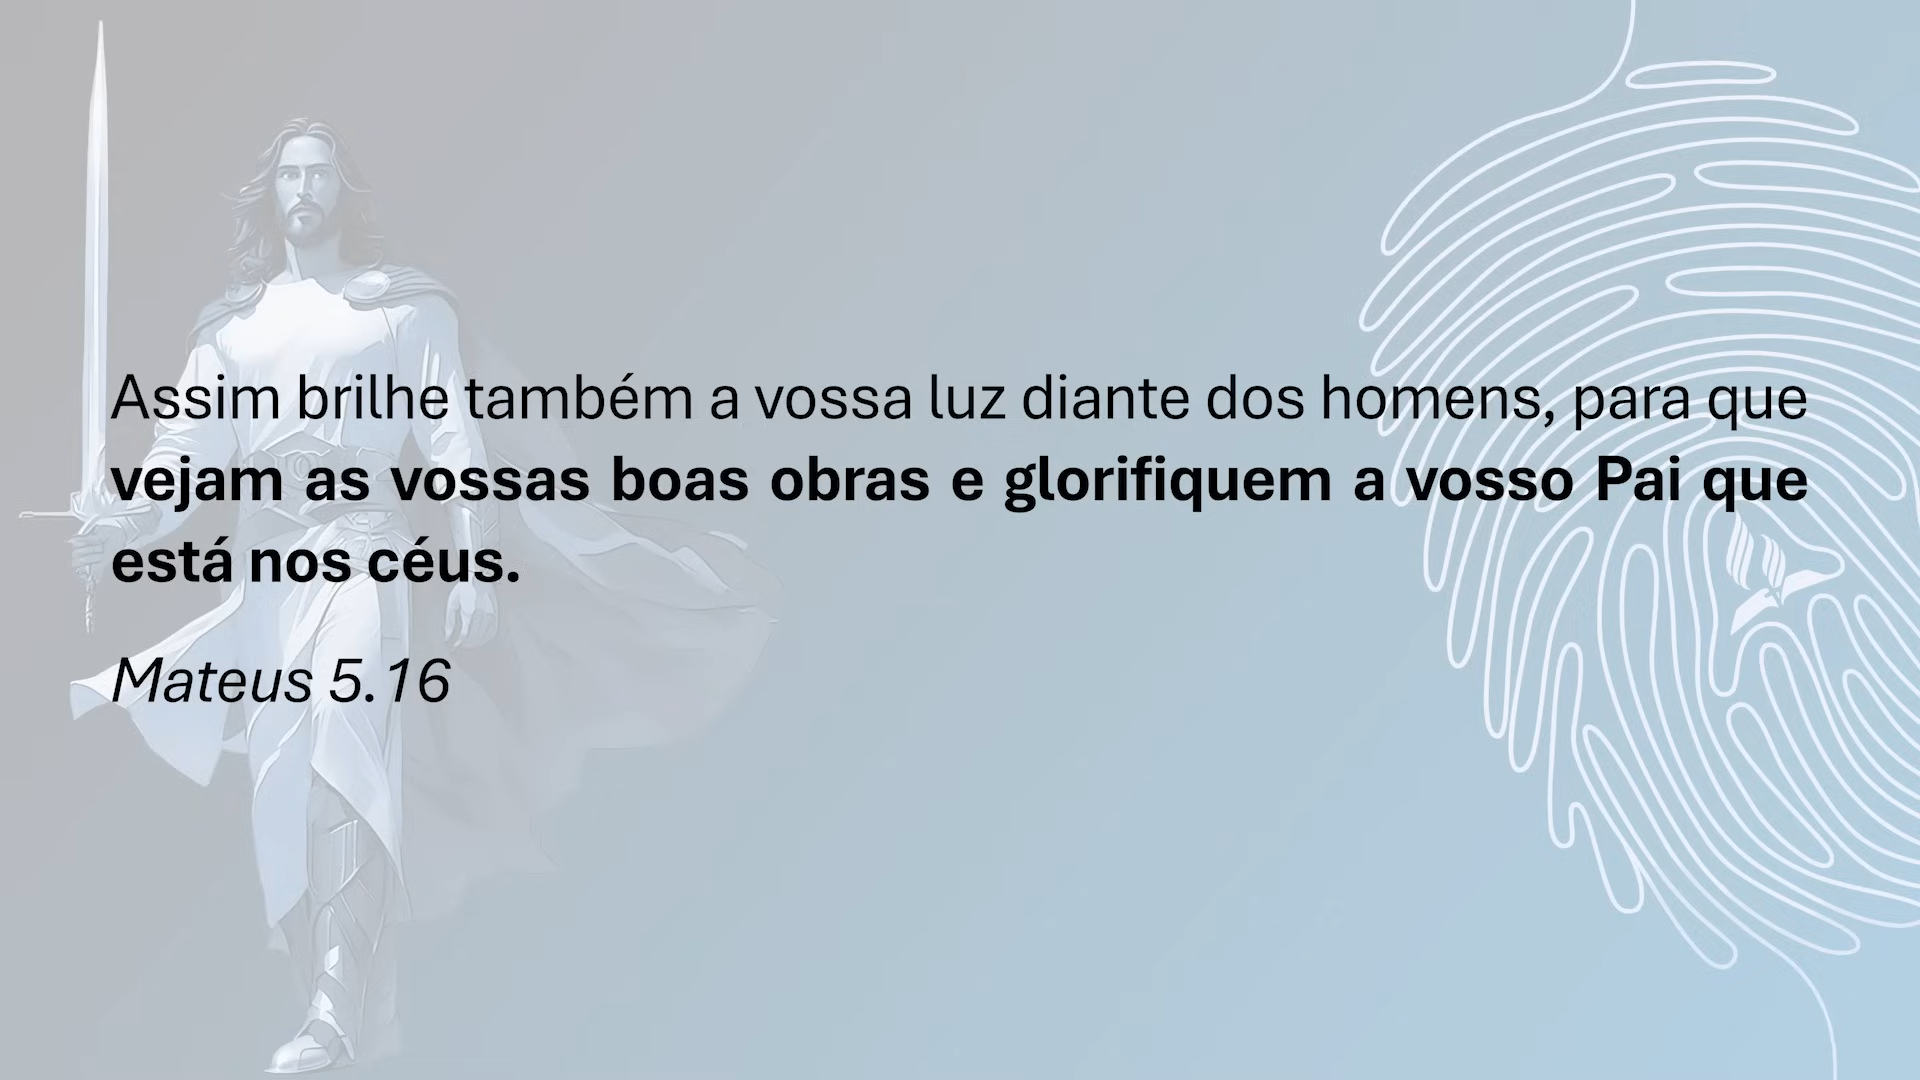 Assim brilhe também a vossa luz diante dos homens, para que
vejam as vossas boas obras e glorifiquem a vosso Pai que
está nos céus.
Mateus 5.16